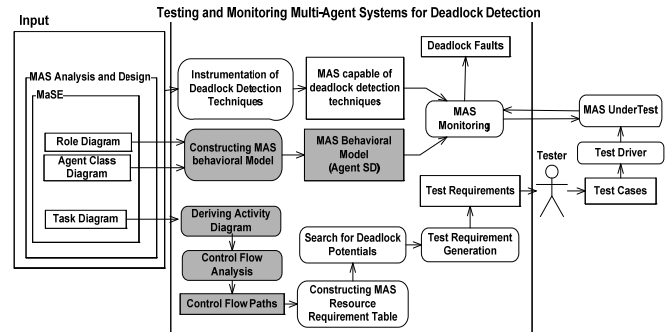 Testing and Monitoring Multi-Agent Systems for Deadlock Detection
Input
MAS Analysis and Design
MaSE
Role Diagram
Agent Class
Diagram
Task Diagram
Instrumentation of
Deadlock Detection
Techniques
MAS capable of
deadlock detection
techniques
Deadlock Faults
MAS
Monitoring
Constructing MAS
behavioral Model
MAS Behavioral
Model
(Agent SD)
Deriving Activity
Diagram
Control Flow
Analysis
Control Flow Paths
Constructing MAS
Resource
Requirement Table
Search for Deadlock
Potentials
Test Requirement
Generation
Test Requirements
Tester
MAS UnderTest
Test Driver
Test Cases